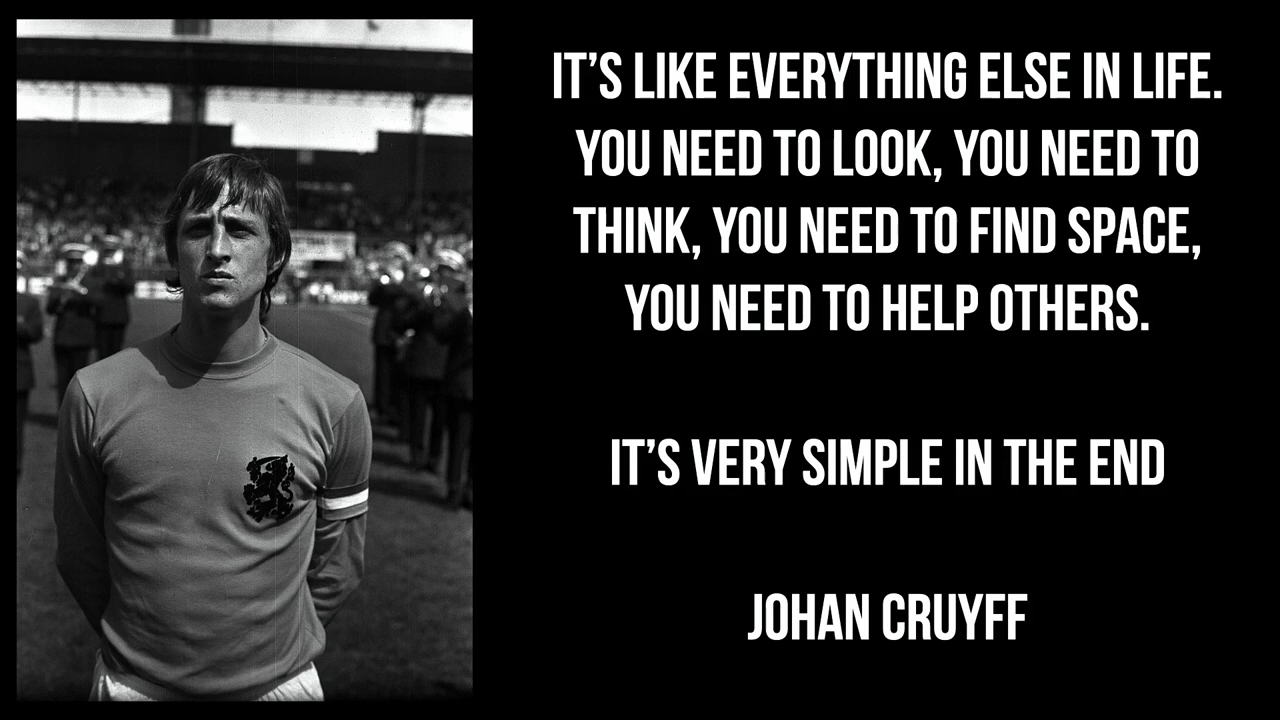 IT'S LIKE EVERYTHING ELSE IN LIFE.
YOU NEED TO LOOK, YOU NEED TO
THINK, YOU NEED TO FIND SPACE,
YOU NEED TO HELP OTHERS.
IT'S VERY SIMPLE IN THE END
JOHAN CRUYFF